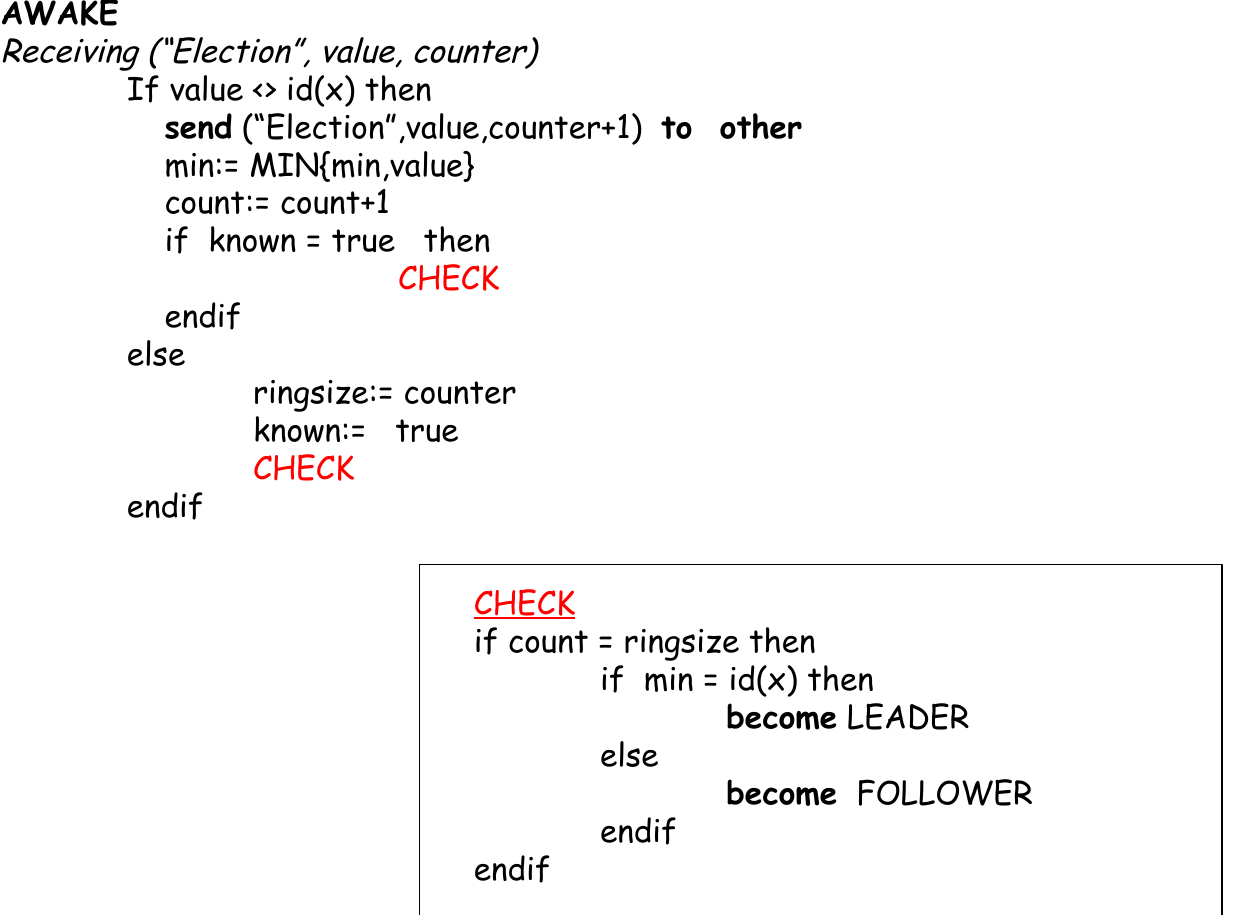 AWAKE
Receiving (“Election”, value, counter)
If value <> id(x) then
send (“Election”,value,counter+1) to other
min:= MIN{min,value}
count:= count+1
if known = true then
CHECK
endif
else
ringsize:= counter
known:= true
CHECK
endif
CHECK
if count = ringsize then
if min = id(x) then
become LEADER
else
become FOLLOWER
endif
endif